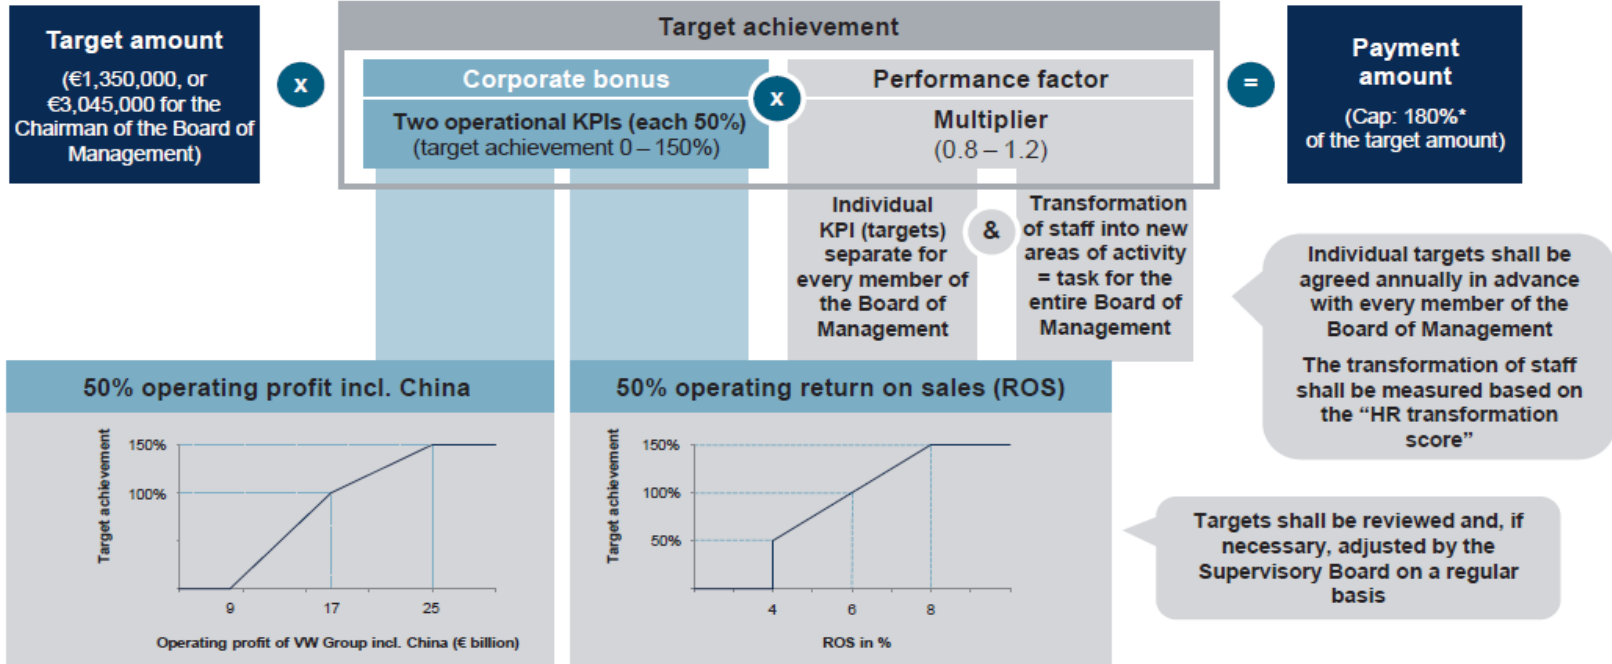 Target amount
(€1,350,000, or
€3,045,000 for the
Chairman of the Board of
Management)
x
Target achievement
Corporate bonus
Two operational KPIs (each 50%)
(target achievement 0 – 150%)
x
Performance factor
Multiplier
(0.8 – 1.2)
=
Payment
amount
(Cap: 180%*
of the target amount)
Individual
KPI (targets)
separate for
every member of
the Board of
Management
&
Transformation
of staff into new
areas of activity
= task for the
entire Board of
Management
Individual targets shall be
agreed annually in advance
with every member of the
Board of Management
The transformation of staff
shall be measured based on
the “HR transformation
score”
50% operating profit incl. China
Target achievement
150%
100%
9 17 25
Operating profit of VW Group incl. China (€ billion)
50% operating return on sales (ROS)
Target achievement
150%
100%
50%
4 6 8
ROS in %
Targets shall be reviewed and, if
necessary, adjusted by the
Supervisory Board on a regular
basis